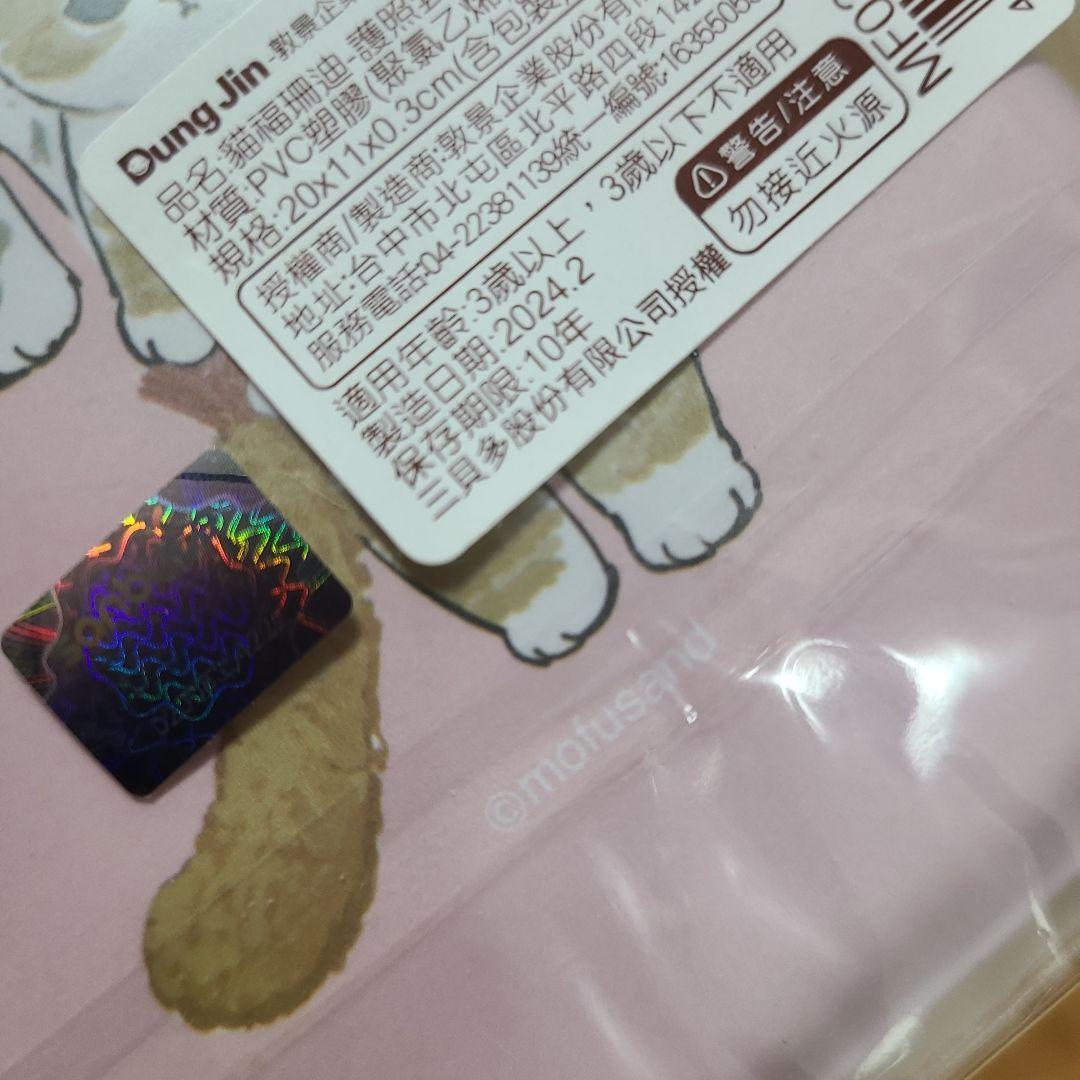 DungJin-敦景企業
品名:貓福珊迪-護照
材質:PVC塑膠(聚氯乙烯
規格:20x11x0.3cm(含包裝
授權商/製造商:敦景企業股份有限
地址:台中市北屯區北平路四段142
服務電話:04-22381139統一編號:1635505
適用年齡:3歲以上,3歲以下不適用
製造日期:2024.2
保存期限:10年
三貝多股份有限公司授權
警告/注意
勿接近火源
©mofusand